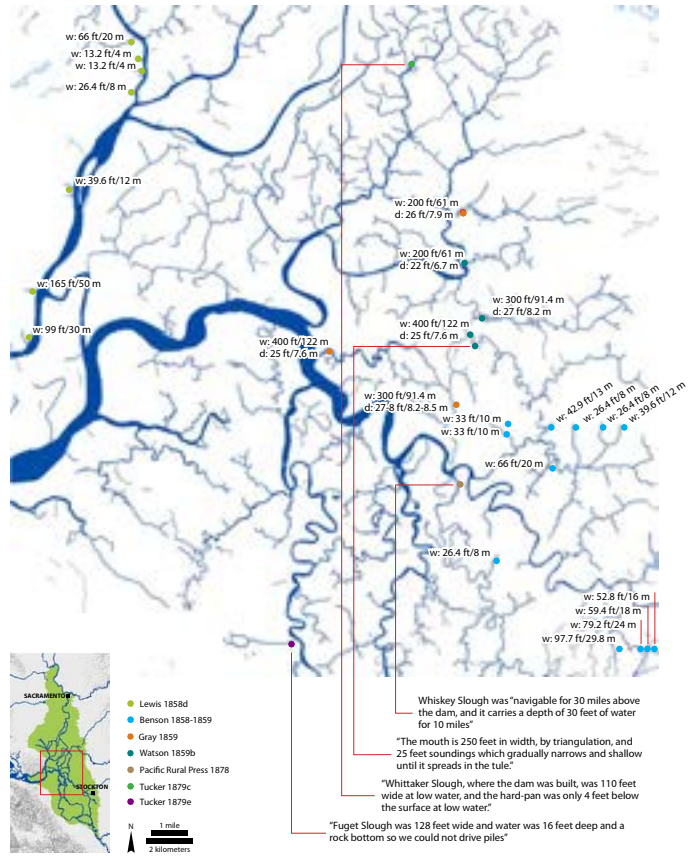 w: 66 ft/20 m
w: 13.2 ft/4 m
w: 13.2 ft/4 m
w: 26.4 ft/8 m
w: 39.6 ft/12 m
w: 200 ft/61 m
d: 26 ft/7.9 m
w: 200 ft/61 m
d: 22 ft/6.7 m
w: 165 ft/50 m
w: 300 ft/91.4 m
d: 27 ft/8.2 m
w: 99 ft/30 m
w: 400 ft/122 m
d: 25 ft/7.6 m
w: 400 ft/122 m
d: 25 ft/7.6 m
w: 300 ft/91.4 m
d: 27-8 ft/8.2-8.5 m
w: 33 ft/10 m
w: 33 ft/10 m
w: 42.9 ft/13 m
w: 26.4 ft/8 m
w: 26.4 ft/8 m
w: 39.6 ft/12 m
w: 66 ft/20 m
w: 26.4 ft/8 m
w: 52.8 ft/16 m
w: 59.4 ft/18 m
w: 79.2 ft/24 m
w: 97.7 ft/29.8 m
SACRAMENTO
STOCKTON
Lewis 1858d
Benson 1858-1859
Gray 1859
Watson 1859b
Pacific Rural Press 1878
Tucker 1879c
Tucker 1879e
N
1 mile
2 kilometers
Whiskey Slough was "navigable for 30 miles above
the dam, and it carries a depth of 30 feet of water
for 10 miles"
"The mouth is 250 feet in width, by triangulation, and
25 feet soundings which gradually narrows and shallow
until it spreads in the tule."
"Whittaker Slough, where the dam was built, was 110 feet
wide at low water, and the hard-pan was only 4 feet below
the surface at low water."
"Fuget Slough was 128 feet wide and water was 16 feet deep and a
rock bottom so we could not drive piles"